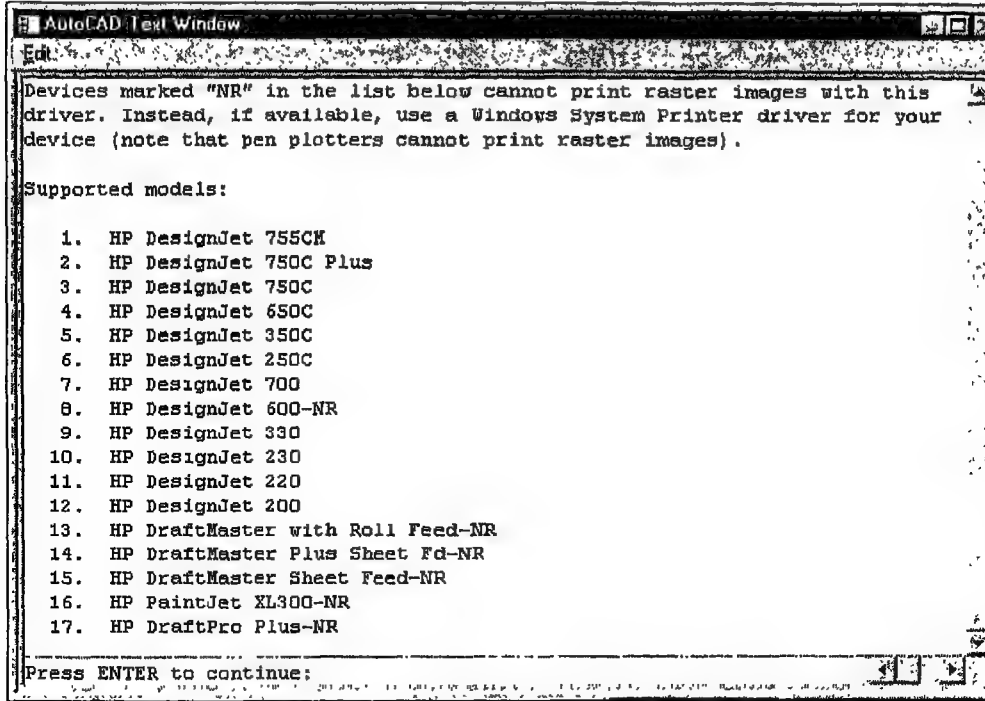 AutoCAD Text Window
Edit
Devices marked "NR" in the list below cannot print raster images with this
driver. Instead, if available, use a Windows System Printer driver for your
device (note that pen plotters cannot print raster images).
Supported models:
1. HP DesignJet 755CM
2. HP DesignJet 750C Plus
3. HP DesignJet 750C
4. HP DesignJet 650C
5. HP DesignJet 350C
6. HP DesignJet 250C
7. HP DesignJet 700
8. HP DesignJet 600-NR
9. HP DesignJet 330
10. HP DesignJet 230
11. HP DesignJet 220
12. HP DesignJet 200
13. HP DraftMaster with Roll Feed-NR
14. HP DraftMaster Plus Sheet Fd-NR
15. HP DraftMaster Sheet Feed-NR
16. HP PaintJet XL300-NR
17. HP DraftPro Plus-NR
Press ENTER to continue: